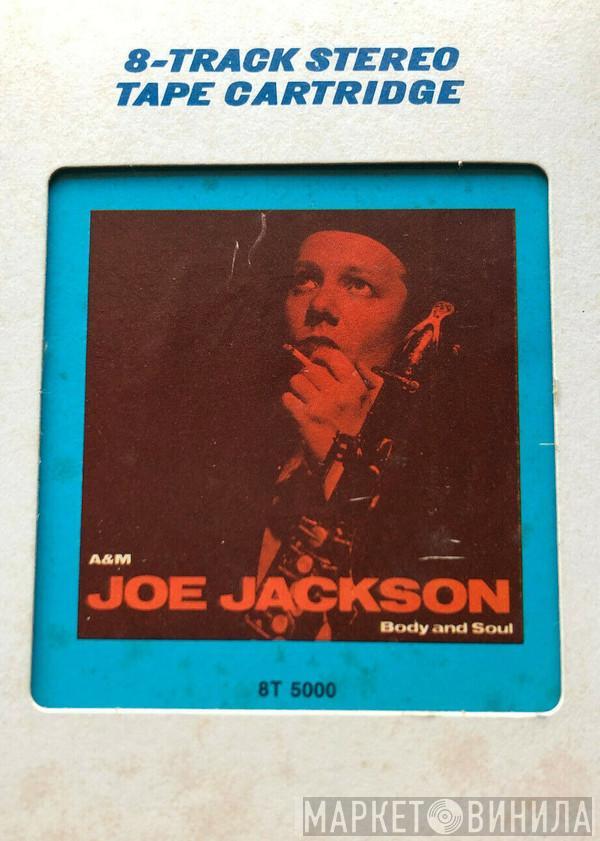 8-TRACK STEREO
TAPE CARTRIDGE
A&M
JOE JACKSON
Body and Soul
8T 5000
МАРКЕТ ВИНИЛА